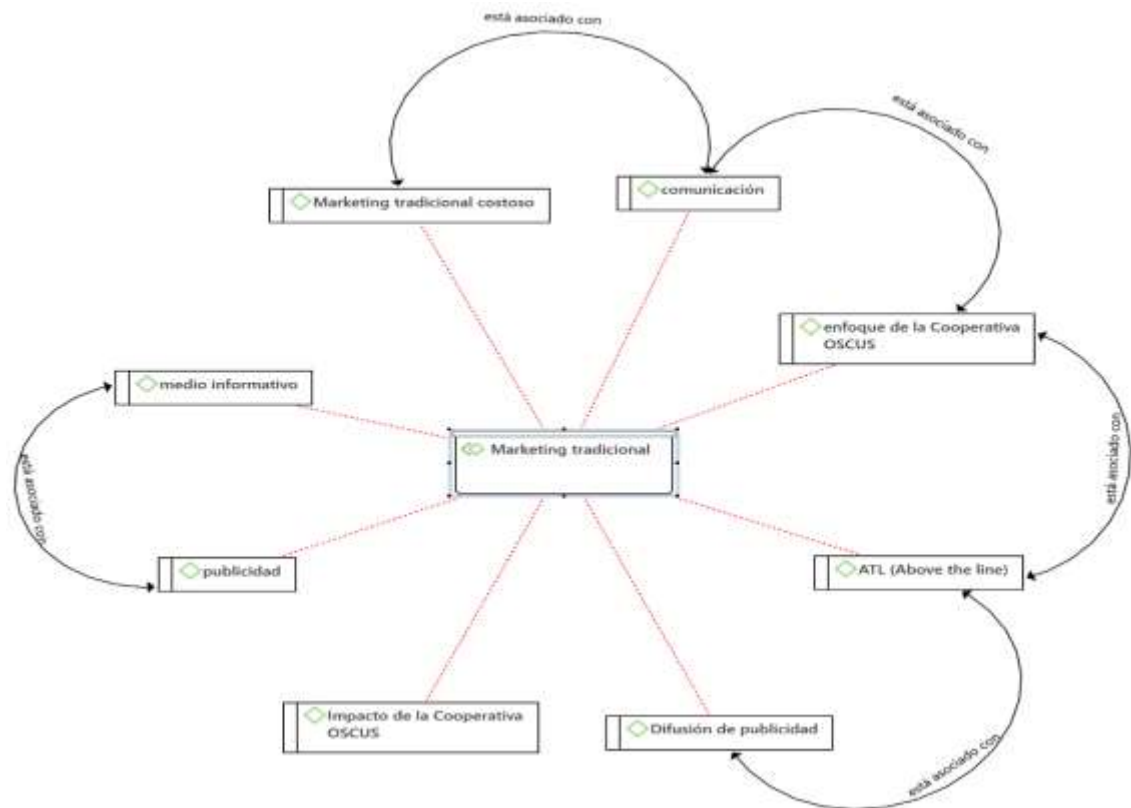 está asociado con
está asociado con
Marketing tradicional costoso
comunicación
enfoque de la Cooperativa
OSCUS
medio informativo
Marketing tradicional
está asociado con
está asociado con
publicidad
ATL (Above the line)
Impacto de la Cooperativa
OSCUS
Difusión de publicidad
está asociado con